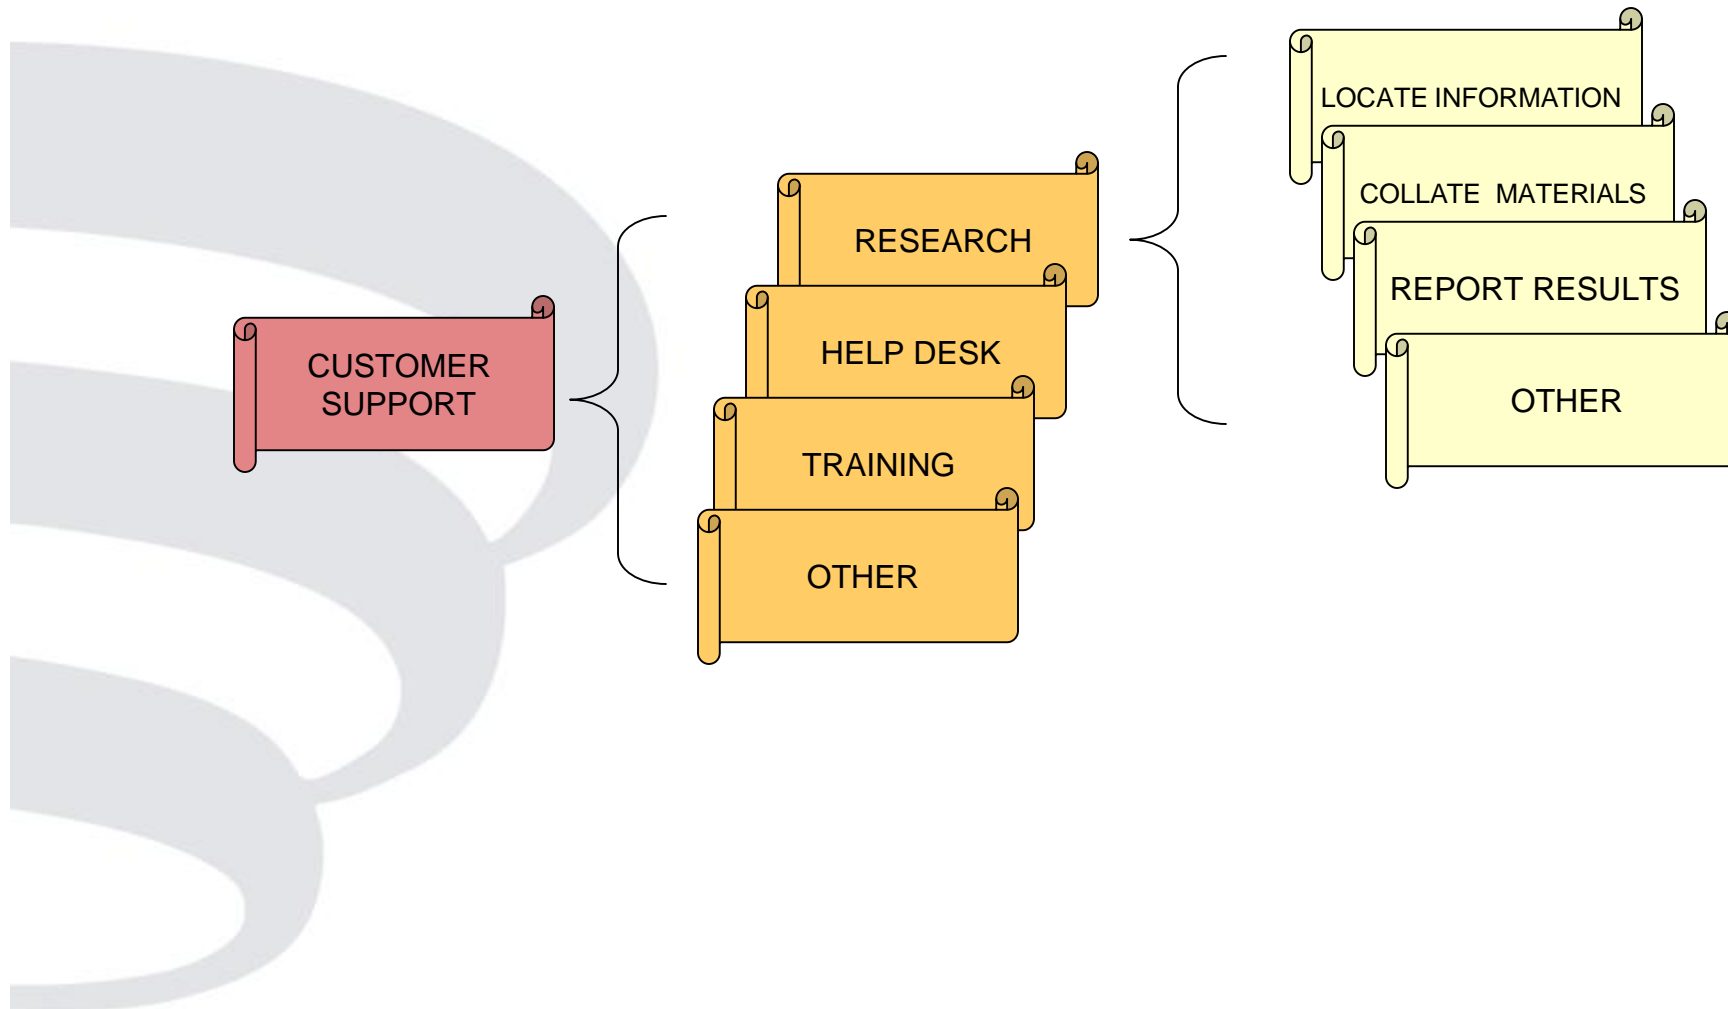 CUSTOMER
SUPPORT
RESEARCH
HELP DESK
TRAINING
OTHER
LOCATE INFORMATION
COLLATE MATERIALS
REPORT RESULTS
OTHER